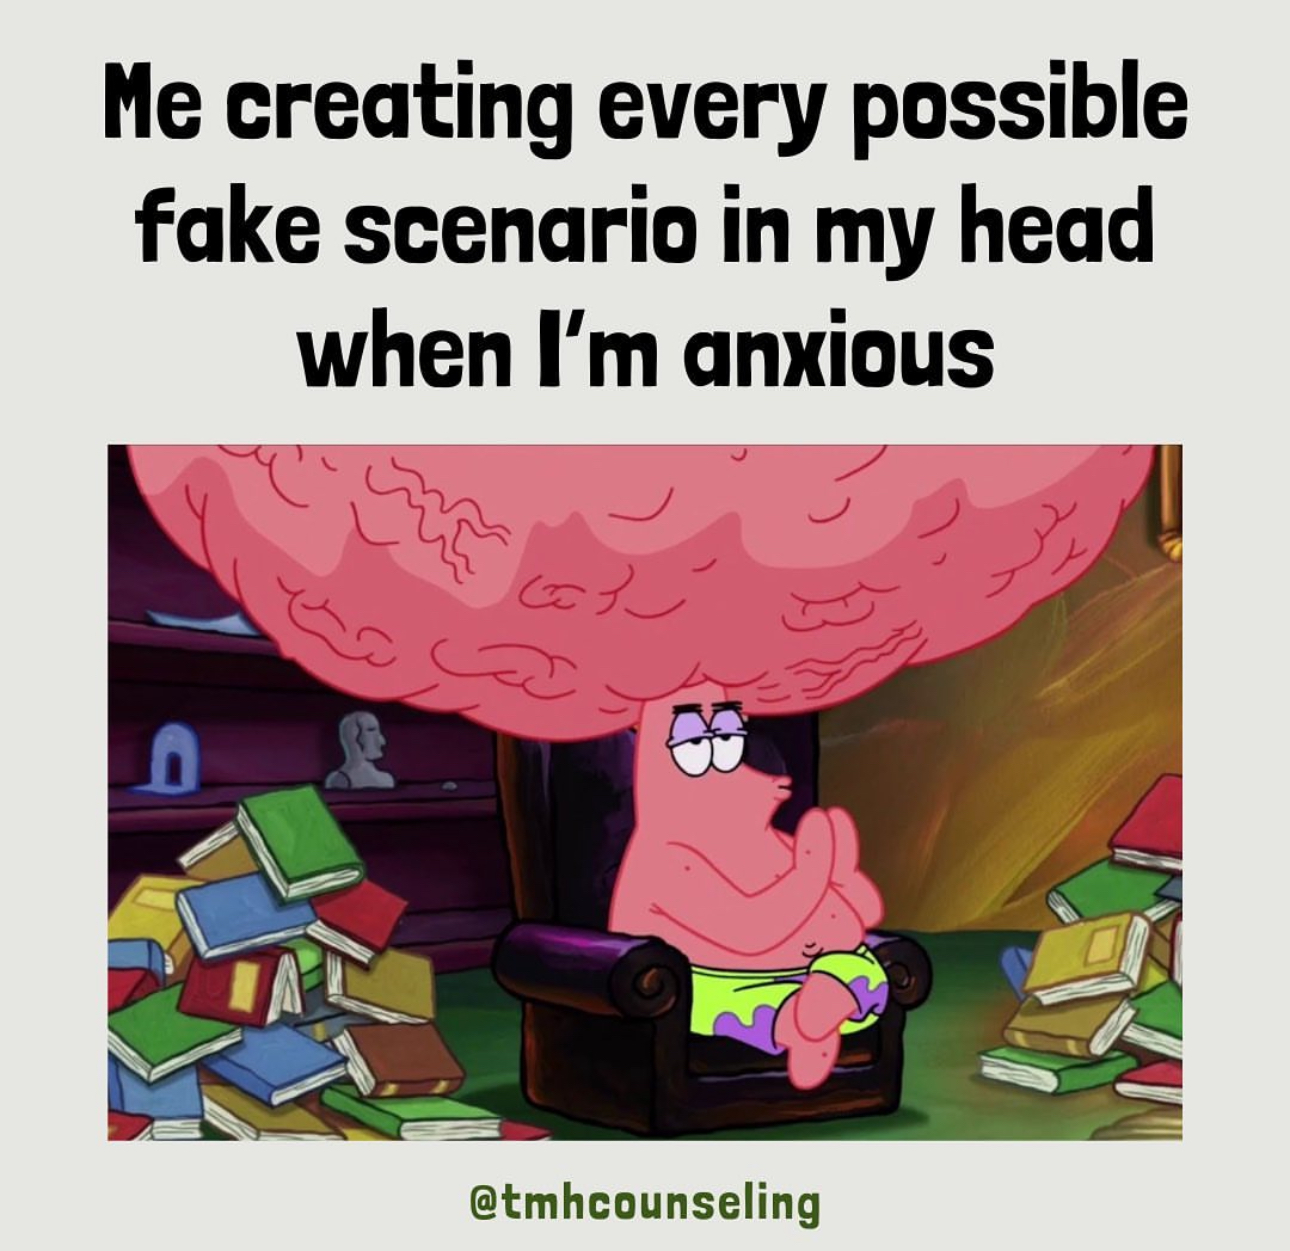 Me creating every possible
fake scenario in my head
when I’m anxious
@tmhcounseling